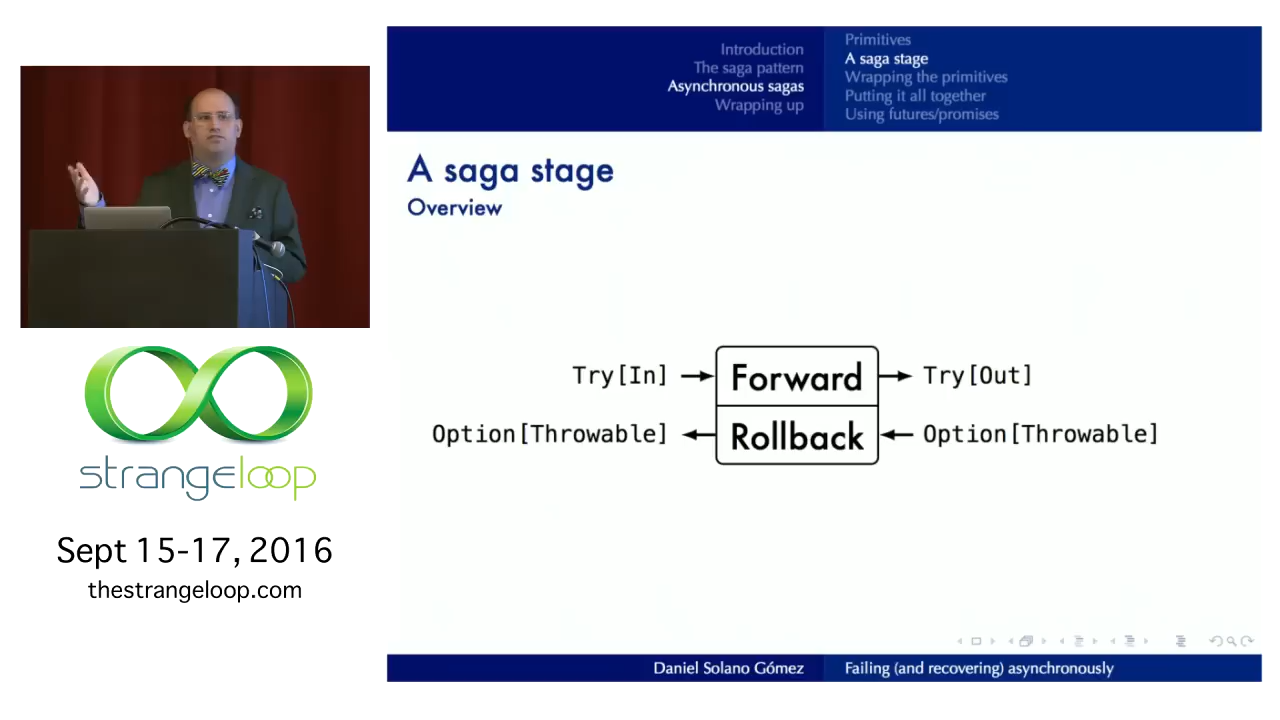 Introduction
The saga pattern
Asynchronous sagas
Wrapping up
Primitives
A saga stage
Wrapping the primitives
Putting it all together
Using futures/promises
A saga stage
Overview
Try[In] Forward Try[Out]
Option[Throwable] Rollback Option[Throwable]
strangeloop
Sept 15-17, 2016
thestrangeloop.com
Daniel Solano Gómez Failing (and recovering) asynchronously